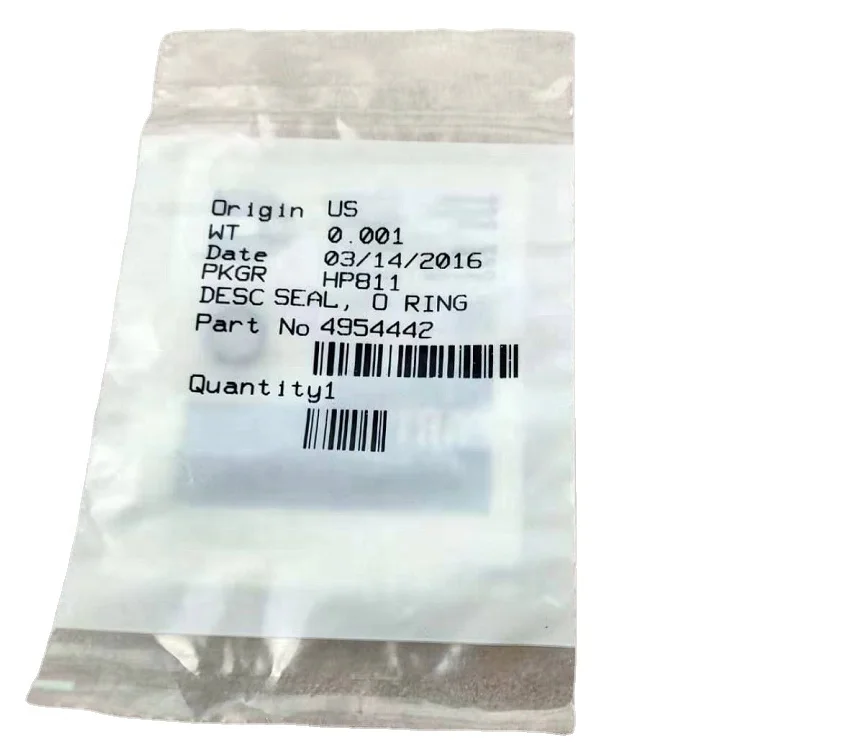 Origin US
WT 0.001
Date 03/14/2016
PKGR HP811
DESC SEAL, O RING
Part No 4954442
Quantity1